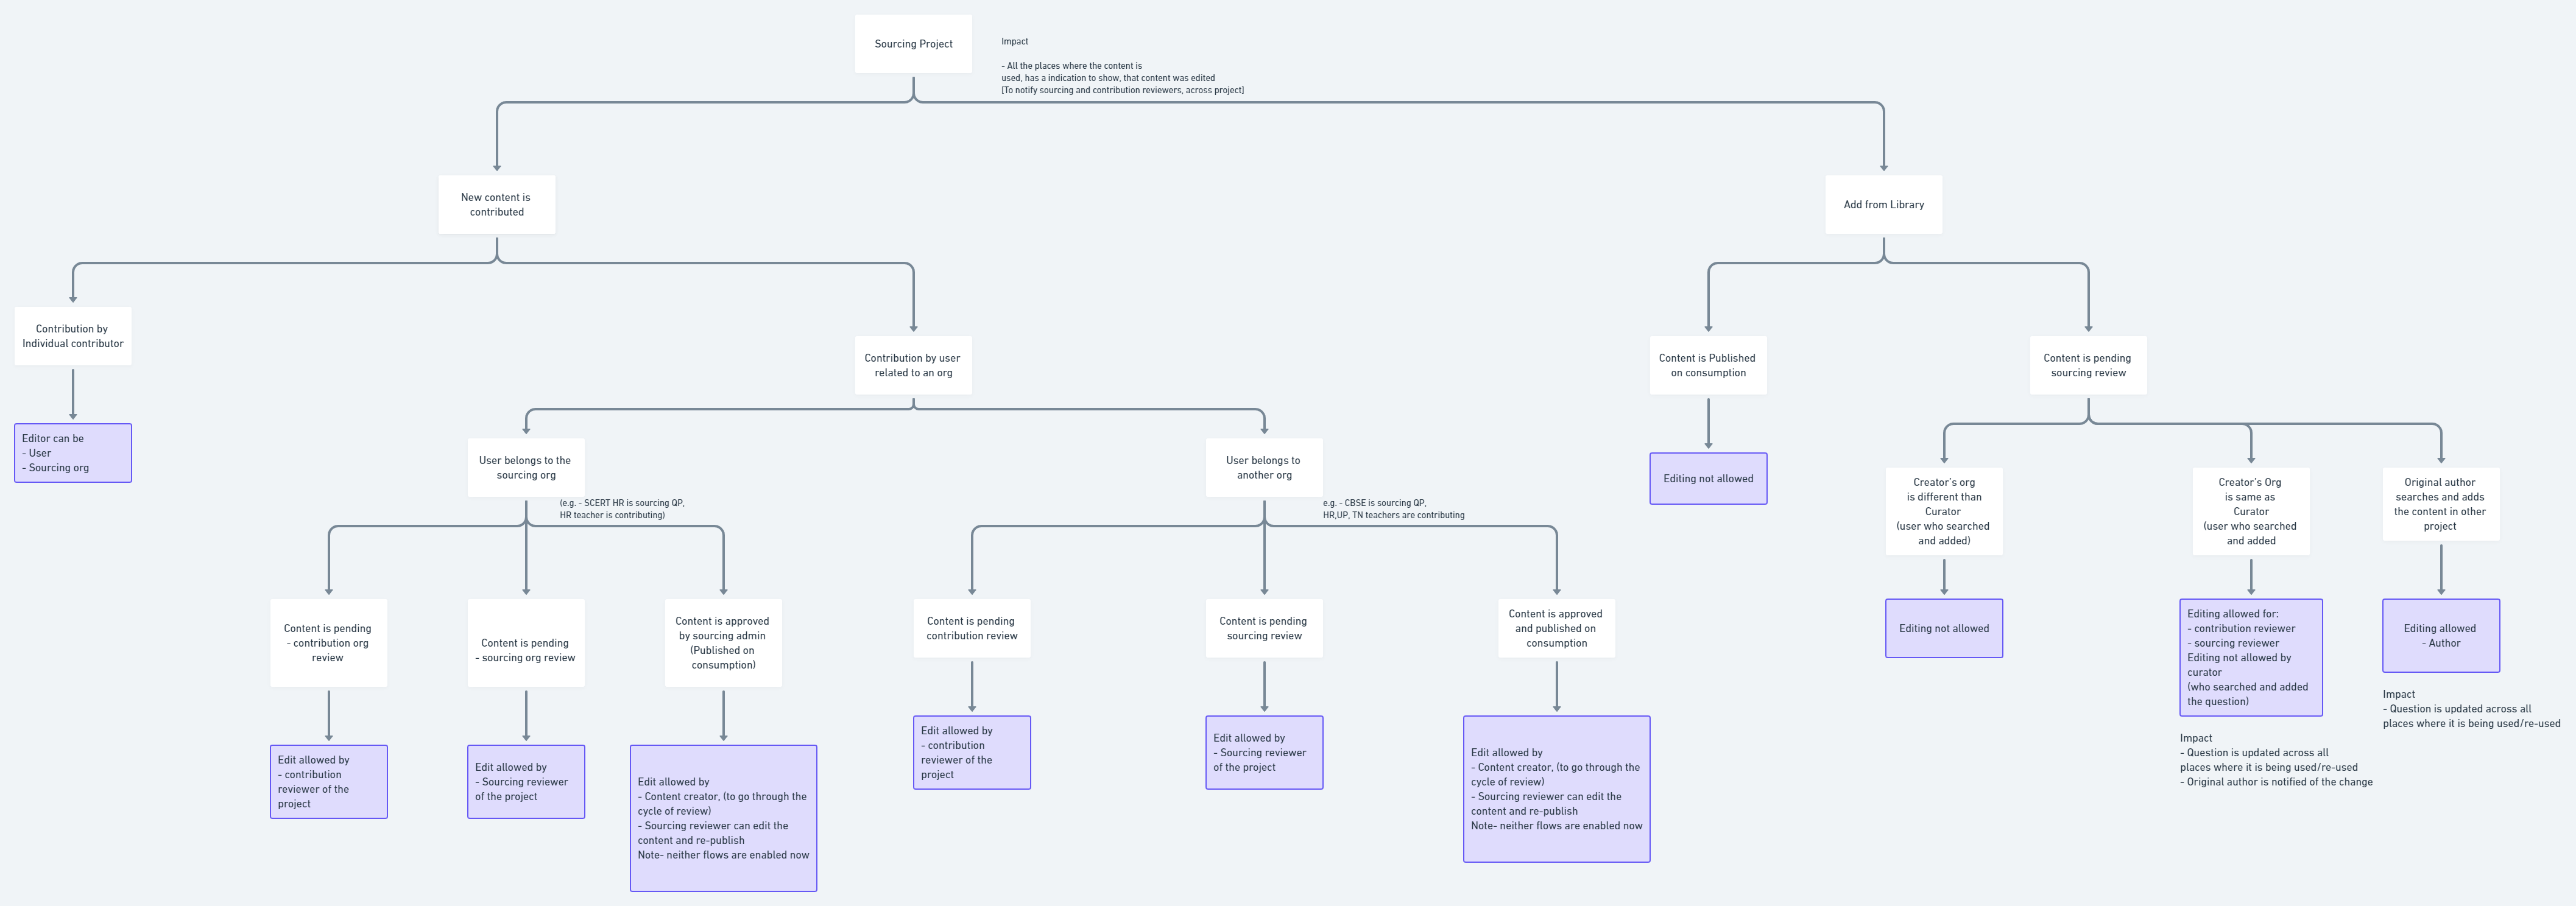 Sourcing Project
Impact
- All the places where the content is
used, has a indication to show, that content was edited
[To notify sourcing and contribution reviewers, across project]
New content is
contributed
Add from Library
Contribution by
Individual contributor
Contribution by user
related to an org
Content is Published
on consumption
Content is pending
sourcing review
Editor can be
- User
- Sourcing org
User belongs to the
sourcing org
(e.g. - SCERT HR is sourcing QP,
HR teacher is contributing)
User belongs to
another org
e.g. - CBSE is sourcing QP,
HR,UP, TN teachers are contributing
Editing not allowed
Creator's org
is different than
Curator
(user who searched
and added)
Creator's Org
is same as
Curator
(user who searched
and added
Original author
searches and adds
the content in other
project
Content is pending
- contribution org
review
Content is pending
- sourcing org review
Content is approved
by sourcing admin
(Published on
consumption)
Content is pending
contribution review
Content is pending
sourcing review
Content is approved
and published on
consumption
Editing not allowed
Editing allowed for:
- contribution reviewer
- sourcing reviewer
Editing not allowed by
curator
(who searched and added
the question)
Editing allowed
- Author
Impact
- Question is updated across all
places where it is being used/re-used
Impact
- Question is updated across all
places where it is being used/re-used
- Original author is notified of the change
Edit allowed by
- contribution
reviewer of the
project
Edit allowed by
- Sourcing reviewer
of the project
Edit allowed by
- Content creator, (to go through the
cycle of review)
- Sourcing reviewer can edit the
content and re-publish
Note- neither flows are enabled now
Edit allowed by
- contribution
reviewer of the
project
Edit allowed by
- Sourcing reviewer
of the project
Edit allowed by
- Content creator, (to go through the
cycle of review)
- Sourcing reviewer can edit the
content and re-publish
Note- neither flows are enabled now